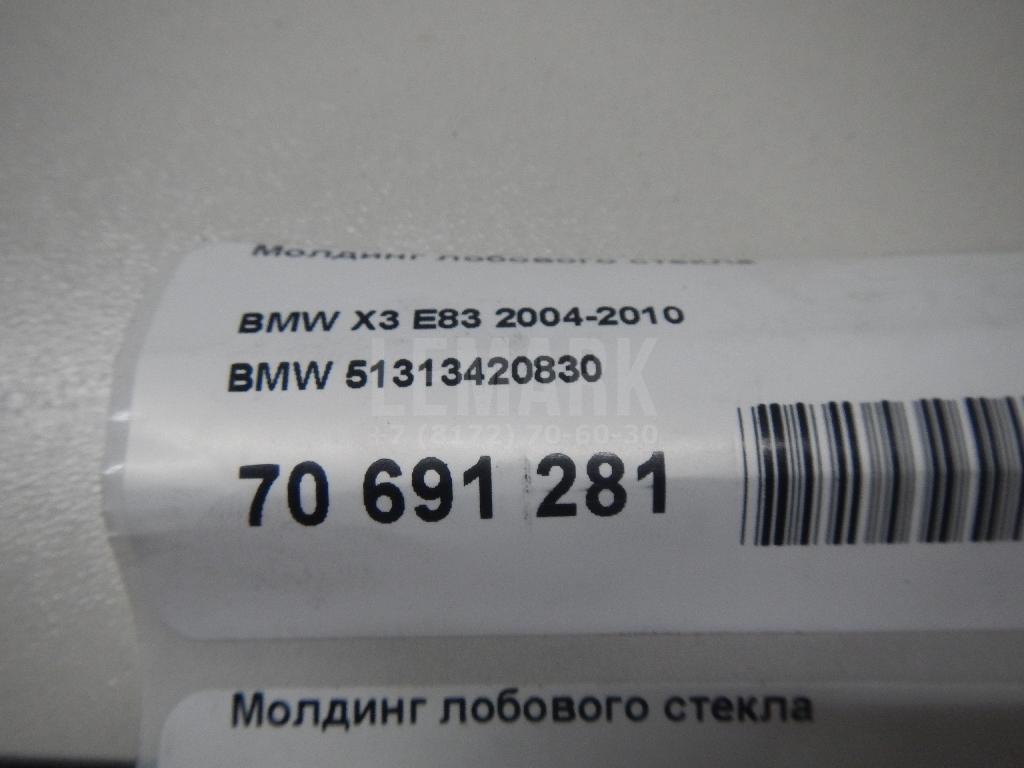 Молдинг лобового стекла
BMW X3 E83 2004-2010
BMW 51313420830
LEMARK
+7 (8172) 70-60-30
70 691 281
Молдинг лобового стекла